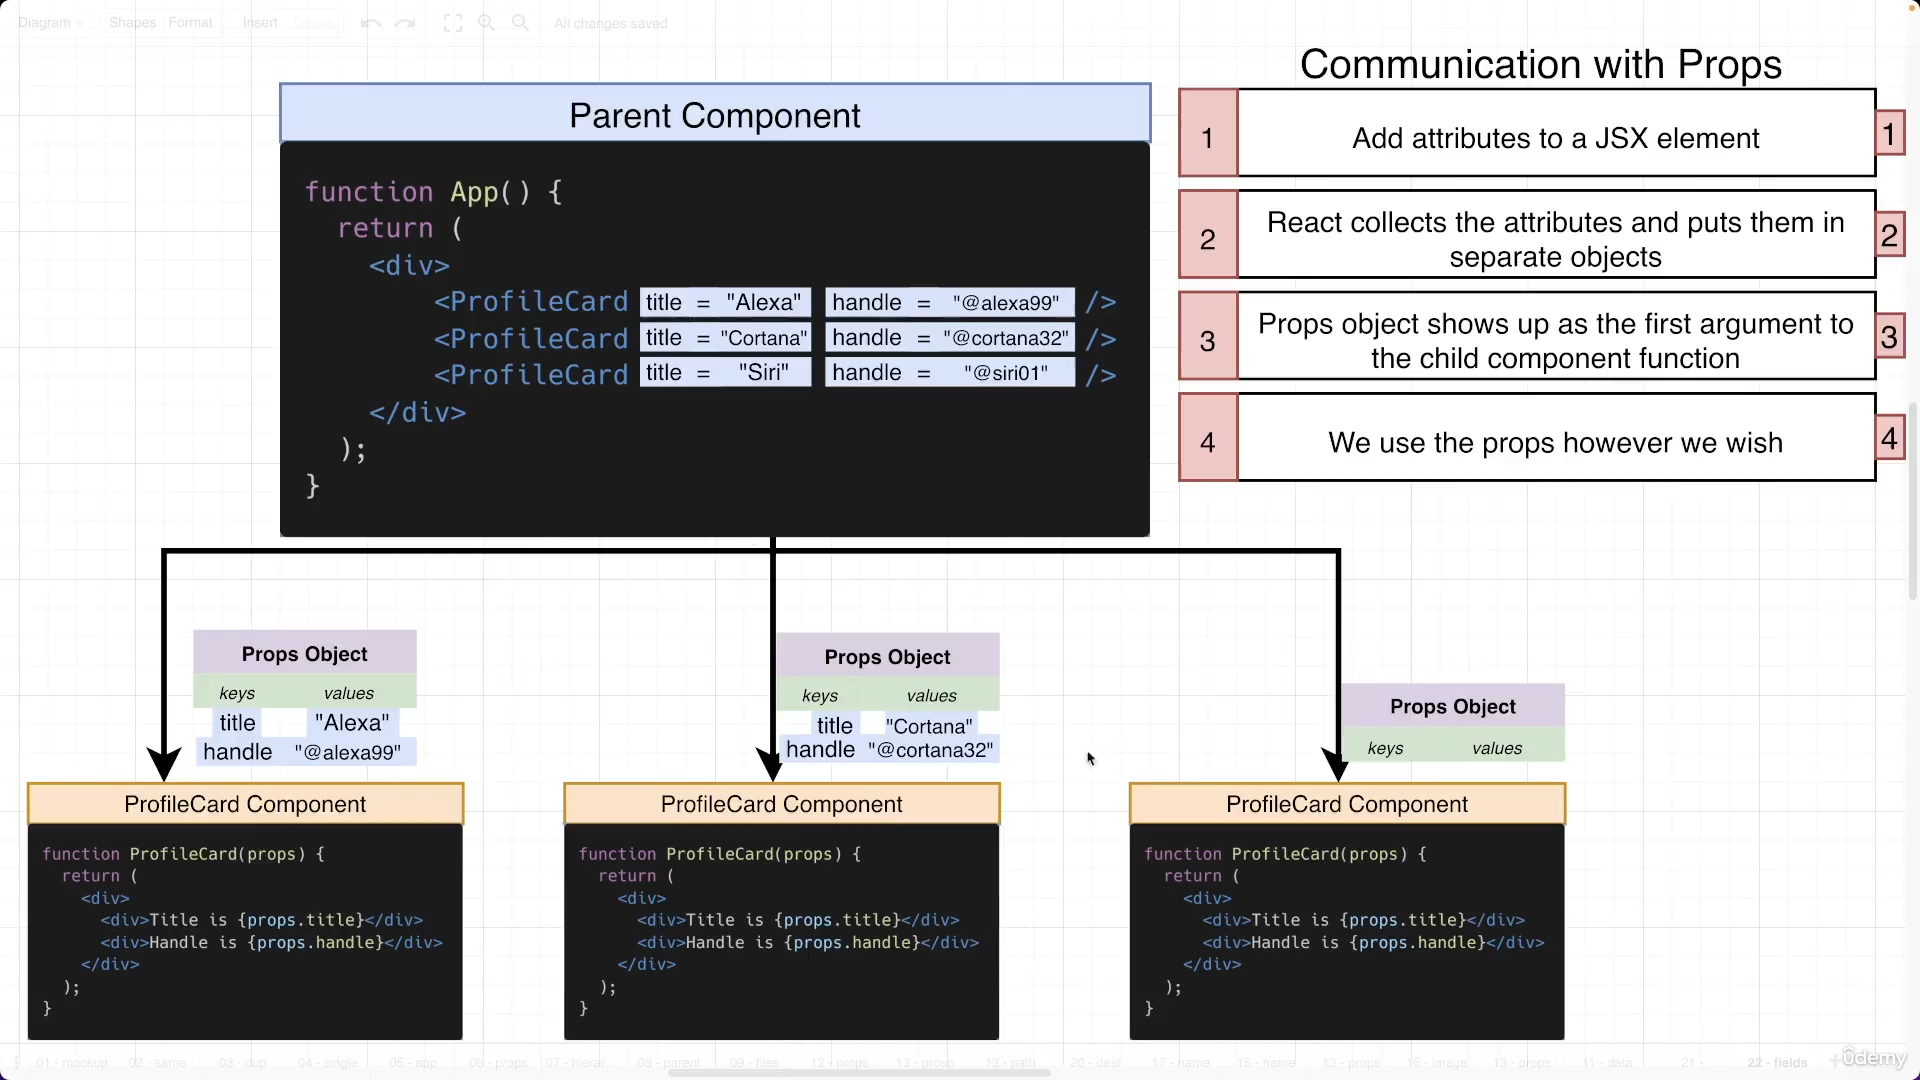 Diagram Shapes Format Insert Delete All changes saved
Communication with Props
Parent Component
function App() {
return (
<div>
<ProfileCard title = "Alexa" handle = "@alexa99" />
<ProfileCard title = "Cortana" handle = "@cortana32" />
<ProfileCard title = "Siri" handle = "@siri01" />
</div>
);
}
1 Add attributes to a JSX element 1
2 React collects the attributes and puts them in
separate objects 2
3 Props object shows up as the first argument to
the child component function 3
4 We use the props however we wish 4
Props Object
keys values
title "Alexa"
handle "@alexa99"
Props Object
keys values
title "Cortana"
handle "@cortana32"
Props Object
keys values
ProfileCard Component
function ProfileCard(props) {
return (
<div>
<div>Title is {props.title}</div>
<div>Handle is {props.handle}</div>
</div>
);
}
ProfileCard Component
function ProfileCard(props) {
return (
<div>
<div>Title is {props.title}</div>
<div>Handle is {props.handle}</div>
</div>
);
}
ProfileCard Component
function ProfileCard(props) {
return (
<div>
<div>Title is {props.title}</div>
<div>Handle is {props.handle}</div>
</div>
);
}
01 - mockup 02 - same 03 - dup 04 - single 05 - app 06 - props 07 - hierar... 08 - parent 09 - files 12 - props 13 - prosp 13 - path 20 - dest 17 - name 15 - name 13 - props 16 - image 13 - props 11 - data 21 - 22 - fields
ûdemy